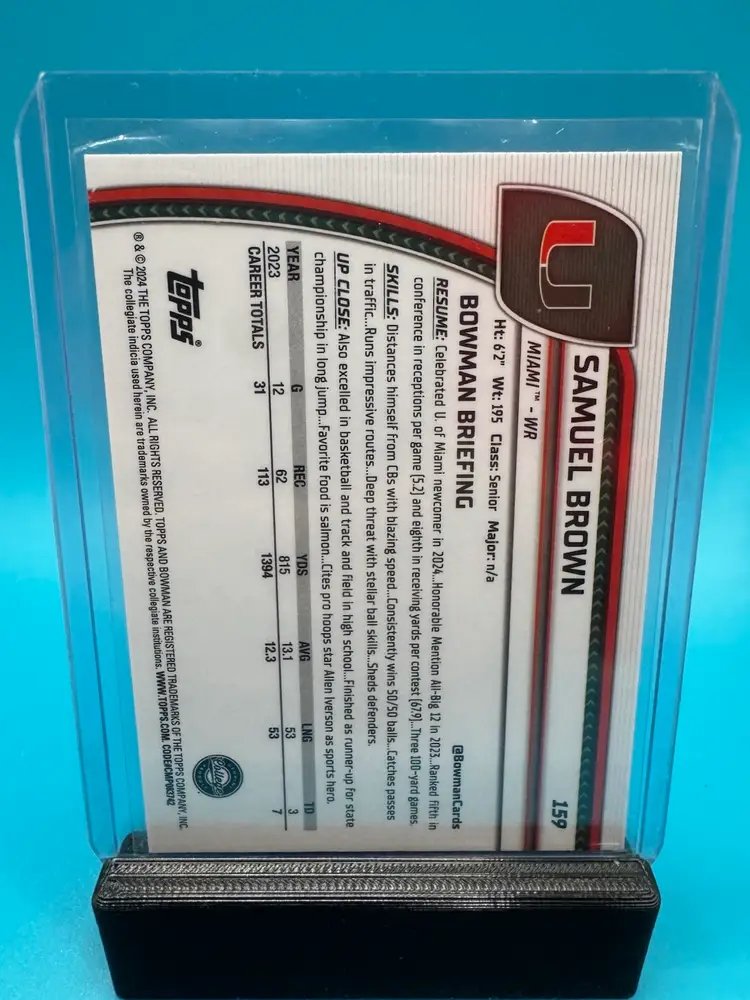 U
SAMUEL BROWN
159
MIAMI™ - WR
Ht: 6'2" Wt: 195 Class: Senior Major: n/a
BOWMAN BRIEFING
@BowmanCards
RESUME: Celebrated U. of Miami newcomer in 2024...Honorable Mention All-Big 12 in 2023...Ranked fifth in
conference in receptions per game (5.2) and eighth in receiving yards per contest (67.9)...Three 100-yard games.
SKILLS: Distances himself from CBs with blazing speed...Consistently wins 50/50 balls...Catches passes
in traffic...Runs impressive routes...Deep threat with stellar ball skills...Sheds defenders.
UP CLOSE: Also excelled in basketball and track and field in high school...Finished as runner-up for state
championship in long jump...Favorite food is salmon...Cites pro hoops star Allen Iverson as sports hero.
YEAR G REC YDS AVG LNG TD
2023 12 62 815 13.1 53 3
CAREER TOTALS 31 113 1394 12.3 53 7
topps®
® & © 2024 THE TOPPS COMPANY, INC. ALL RIGHTS RESERVED. TOPPS AND BOWMAN ARE REGISTERED TRADEMARKS OF THE TOPPS COMPANY, INC.
The collegiate indicia used herein are trademarks owned by the respective collegiate institutions. WWW.TOPPS.COM. CODE#CMP083742